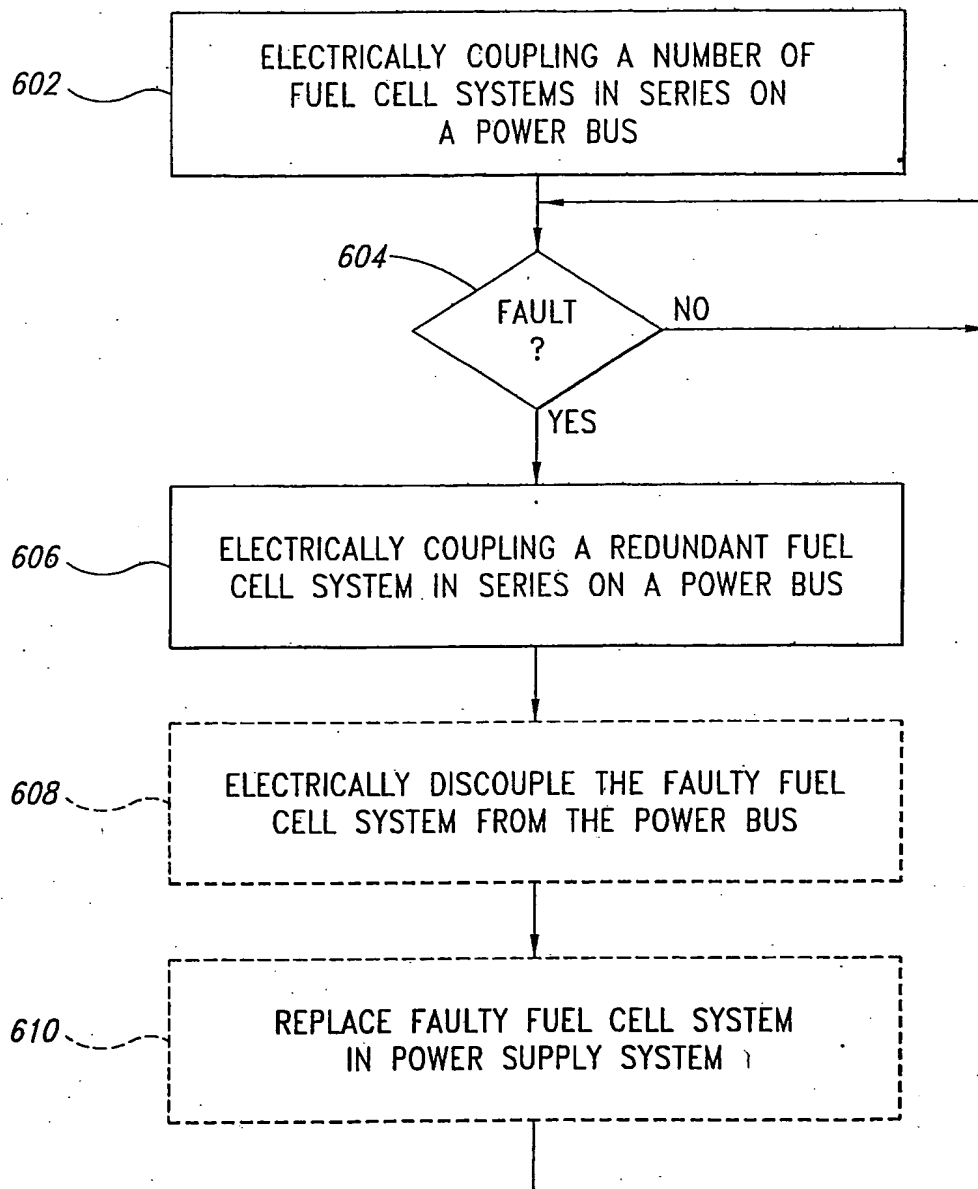 602
ELECTRICALLY COUPLING A NUMBER OF
FUEL CELL SYSTEMS IN SERIES ON
A POWER BUS
604
FAULT
?
NO
YES
606
ELECTRICALLY COUPLING A REDUNDANT FUEL
CELL SYSTEM IN SERIES ON A POWER BUS
608
ELECTRICALLY DISCOUPLE THE FAULTY FUEL
CELL SYSTEM FROM THE POWER BUS
610
REPLACE FAULTY FUEL CELL SYSTEM
IN POWER SUPPLY SYSTEM